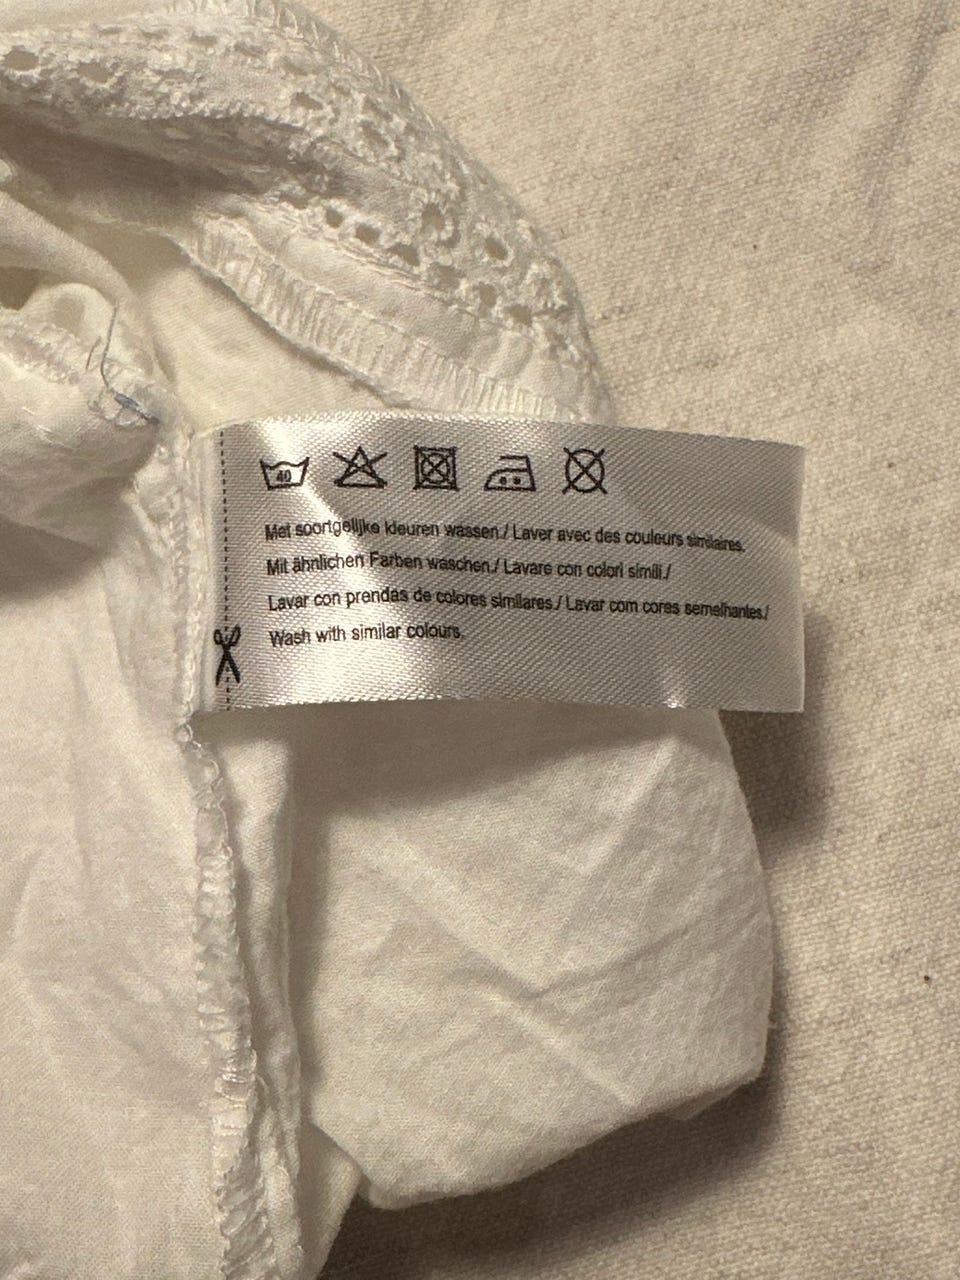 40
Met soortgelijke kleuren wassen./ Laver avec des couleurs similaires.
Mit ähnlichen Farben waschen./ Lavare con colori simili./
Lavar con prendas de colores similares./ Lavar com cores semelhantes./
Wash with similar colours.